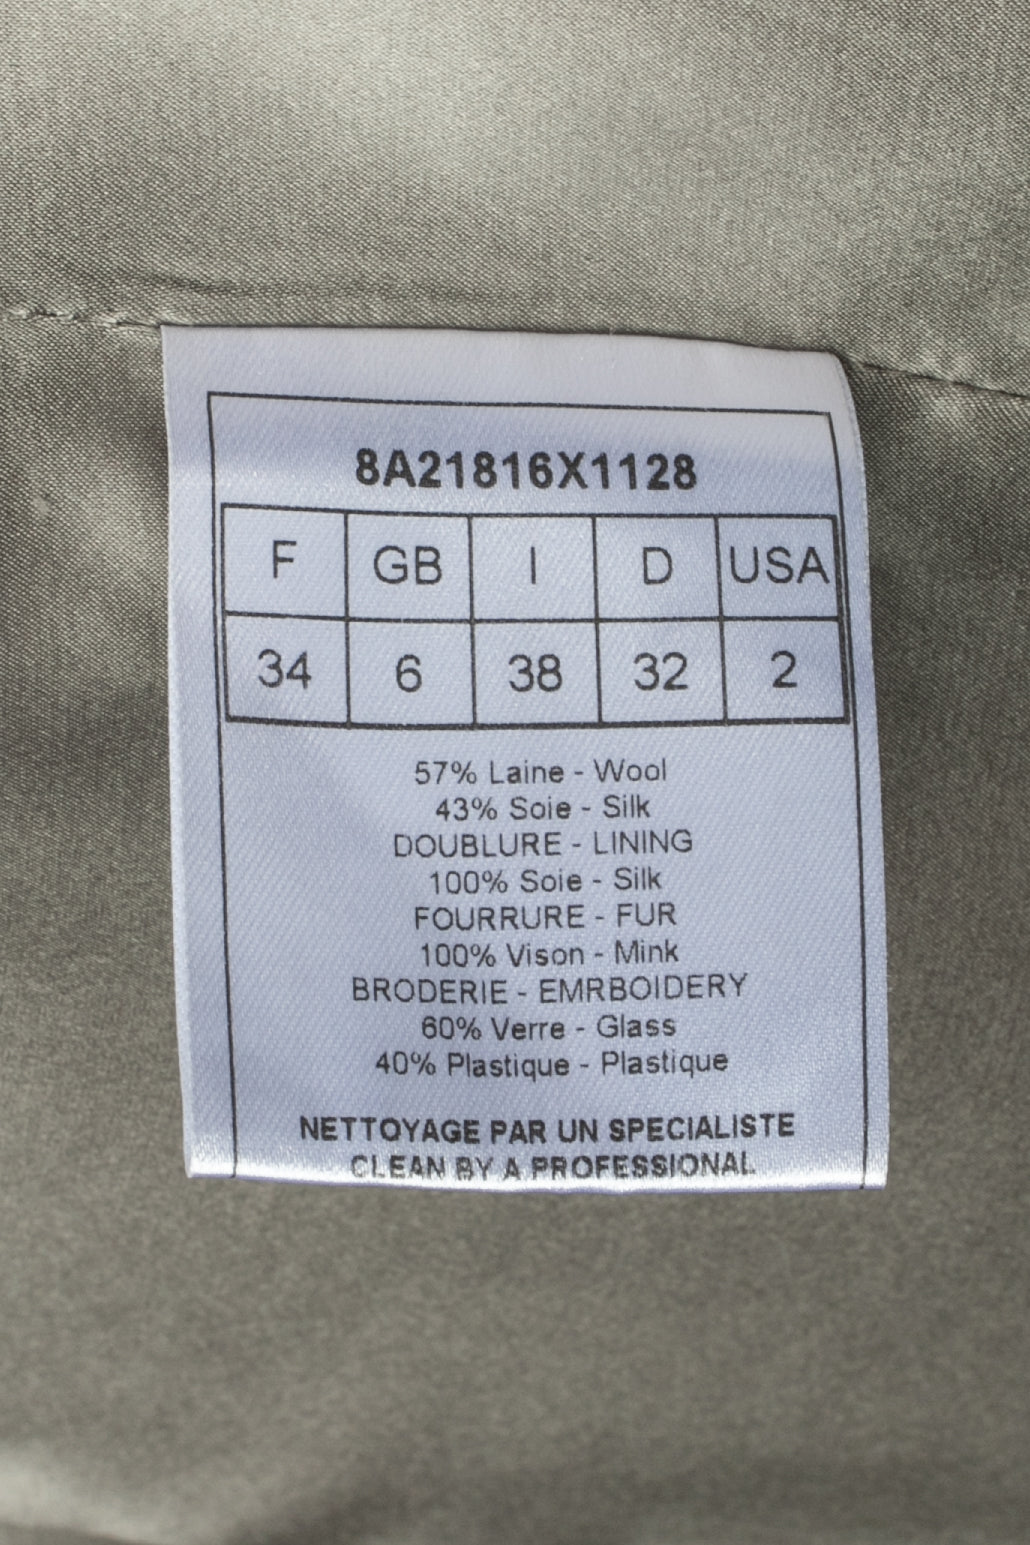 8A21816X1128
F GB I D USA
34 6 38 32 2
57% Laine - Wool
43% Soie - Silk
DOUBLURE - LINING
100% Soie - Silk
FOURRURE - FUR
100% Vison - Mink
BRODERIE - EMRBOIDERY
60% Verre - Glass
40% Plastique - Plastique
NETTOYAGE PAR UN SPECIALISTE
CLEAN BY A PROFESSIONAL